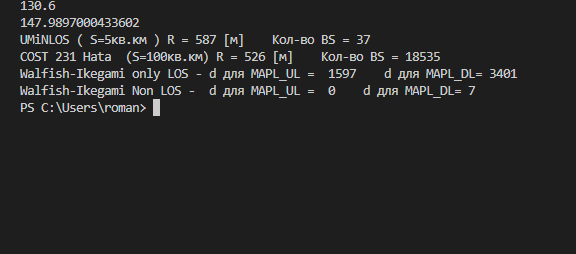 130.6
147.9897000433602
UMiNLOS ( S=5кв.км ) R = 587 [м]    Кол-во BS = 37
COST 231 Hata  (S=100кв.км) R = 526 [м]    Кол-во BS = 18535
Walfish-Ikegami only LOS - d для MAPL_UL =  1597    d для MAPL_DL= 3401
Walfish-Ikegami Non LOS -  d для MAPL_UL =  0    d для MAPL_DL= 7
PS C:\Users\roman>